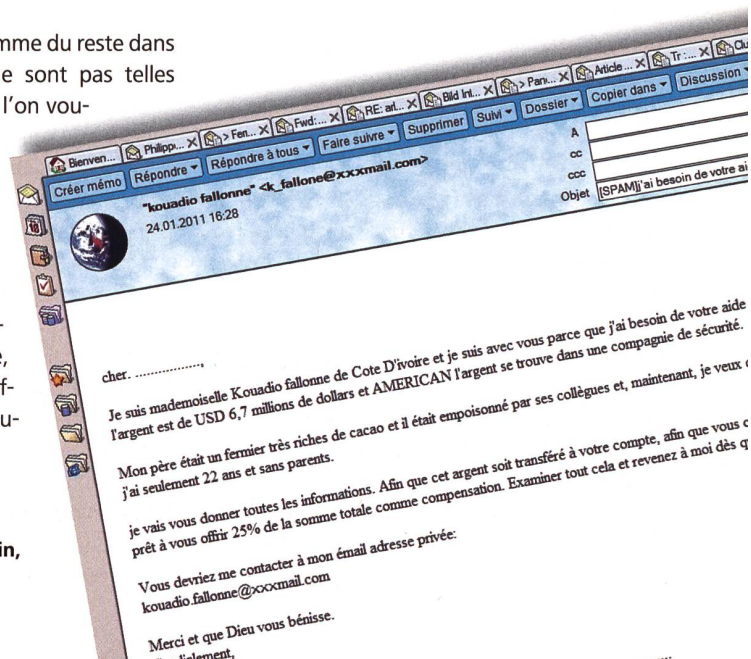 mme du reste dans
e sont pas telles
l'on vou-
-
e,
f-
u-
in,
Bienven... Philipp... > Fen... Fwd:... RE: arl... Bild Int... > Pani... Article ... Tr : ... Clu
Créer mémo Répondre Répondre à tous Faire suivre Supprimer Suivi Dossier Copier dans Discussion
"kouadio fallonne" <k_fallone@xxxmail.com>
24.01.2011 16:28
A
cc
ccc
Objet [SPAM]j'ai besoin de votre ai
cher. ..................,
Je suis mademoiselle Kouadio fallonne de Cote D'ivoire et je suis avec vous parce que j'ai besoin de votre aide
l'argent est de USD 6,7 millions de dollars et AMERICAN l'argent se trouve dans une compagnie de sécurité.
Mon père était un fermier très riches de cacao et il était empoisonné par ses collègues et, maintenant, je veux
j'ai seulement 22 ans et sans parents.
je vais vous donner toutes les informations. Afin que cet argent soit transféré à votre compte, afin que vous
prêt à vous offrir 25% de la somme totale comme compensation. Examiner tout cela et revenez à moi dès
Vous devriez me contacter à mon émail adresse privée:
kouadio.fallonne@xxxmail.com
Merci et que Dieu vous bénisse.